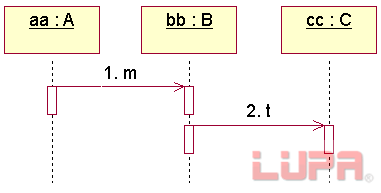 aa : A
bb : B
cc : C
1. m
2. t
LUPA®